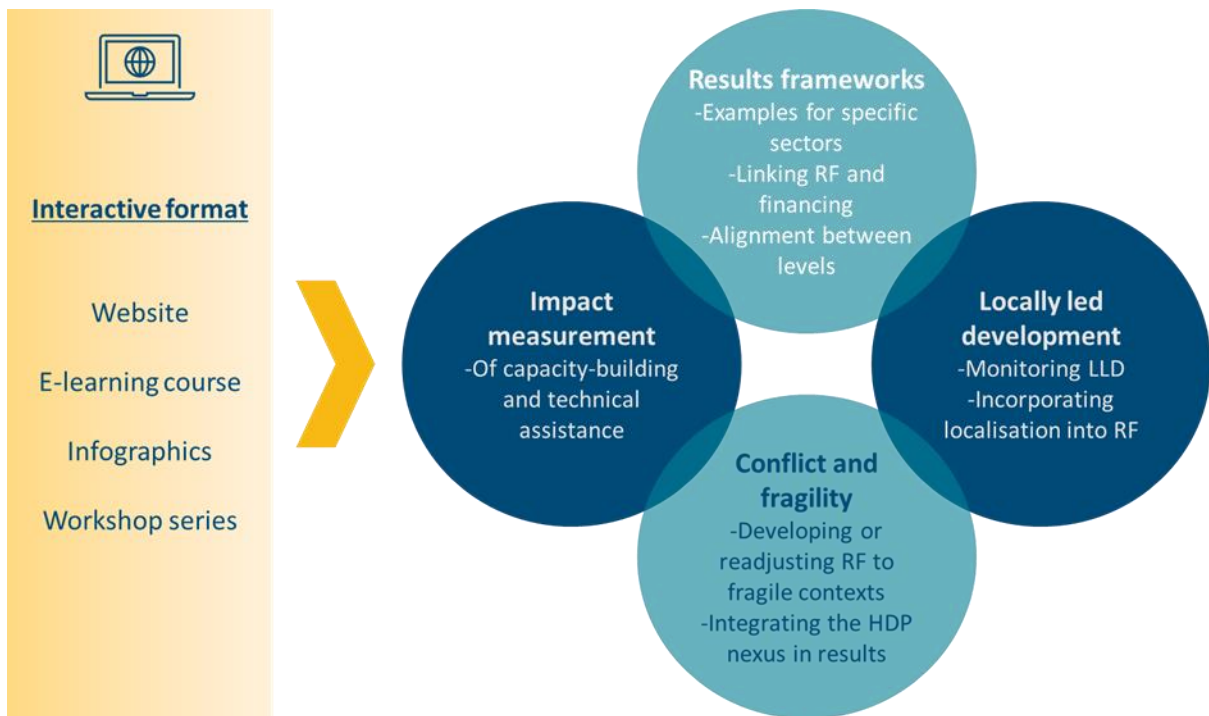 Interactive format
Website
E-learning course
Infographics
Workshop series
Results frameworks
-Examples for specific
sectors
-Linking RF and
financing
-Alignment between
levels
Impact
measurement
-Of capacity-building
and technical
assistance
Locally led
development
-Monitoring LLD
-Incorporating
localisation into RF
Conflict and
fragility
-Developing or
readjusting RF to
fragile contexts
-Integrating the HDP
nexus in results